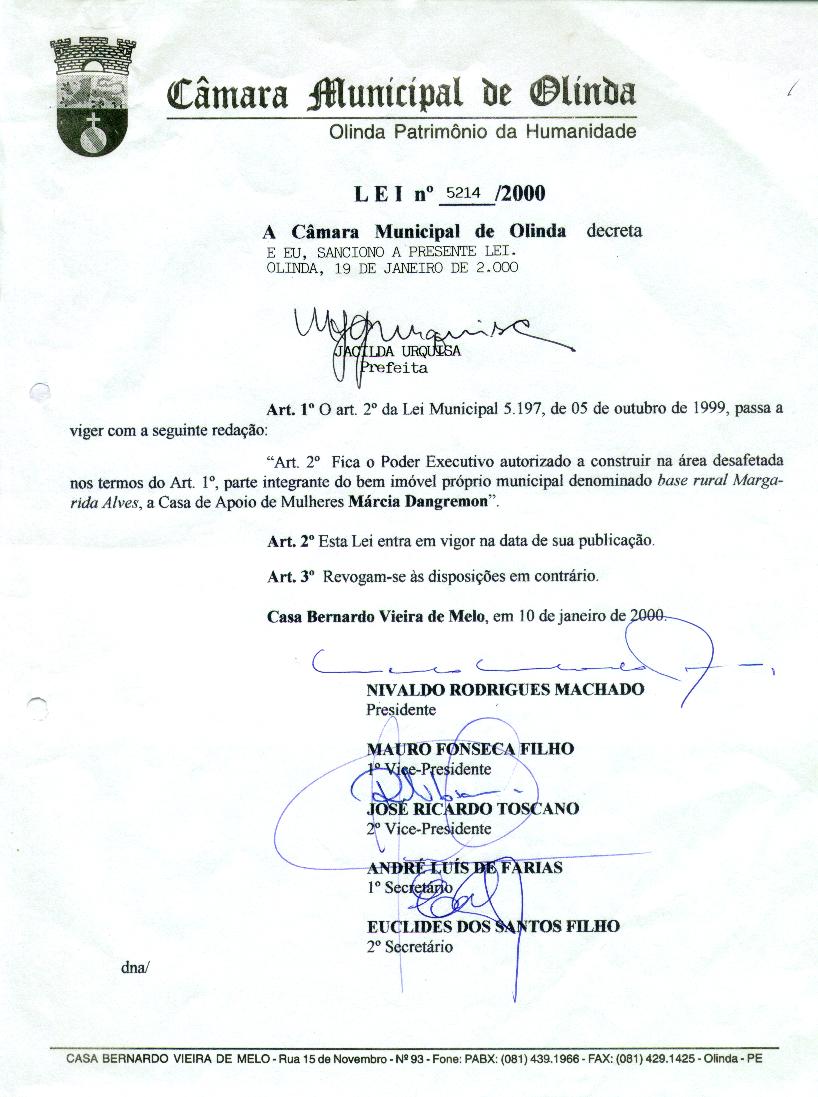 Câmara Municipal de Olinda
Olinda Patrimônio da Humanidade
L E I nº 5214 /2000
A Câmara Municipal de Olinda decreta
E EU, SANCIONO A PRESENTE LEI.
OLINDA, 19 DE JANEIRO DE 2.000
JACILDA URQUISA
Prefeita
Art. 1º O art. 2º da Lei Municipal 5.197, de 05 de outubro de 1999, passa a
viger com a seguinte redação:
“Art. 2º Fica o Poder Executivo autorizado a construir na área desafetada
nos termos do Art. 1º, parte integrante do bem imóvel próprio municipal denominado base rural Marga-
rida Alves, a Casa de Apoio de Mulheres Márcia Dangremon”.
Art. 2º Esta Lei entra em vigor na data de sua publicação.
Art. 3º Revogam-se às disposições em contrário.
Casa Bernardo Vieira de Melo, em 10 de janeiro de 2000.
NIVALDO RODRIGUES MACHADO
Presidente
MAURO FONSECA FILHO
1º Vice-Presidente
JOSÉ RICARDO TOSCANO
2º Vice-Presidente
ANDRÉ LUÍS DE FARIAS
1º Secretário
EUCLIDES DOS SANTOS FILHO
2º Secretário
dna/
CASA BERNARDO VIEIRA DE MELO - Rua 15 de Novembro - Nº 93 - Fone: PABX: (081) 439.1966 - FAX: (081) 429.1425 - Olinda - PE